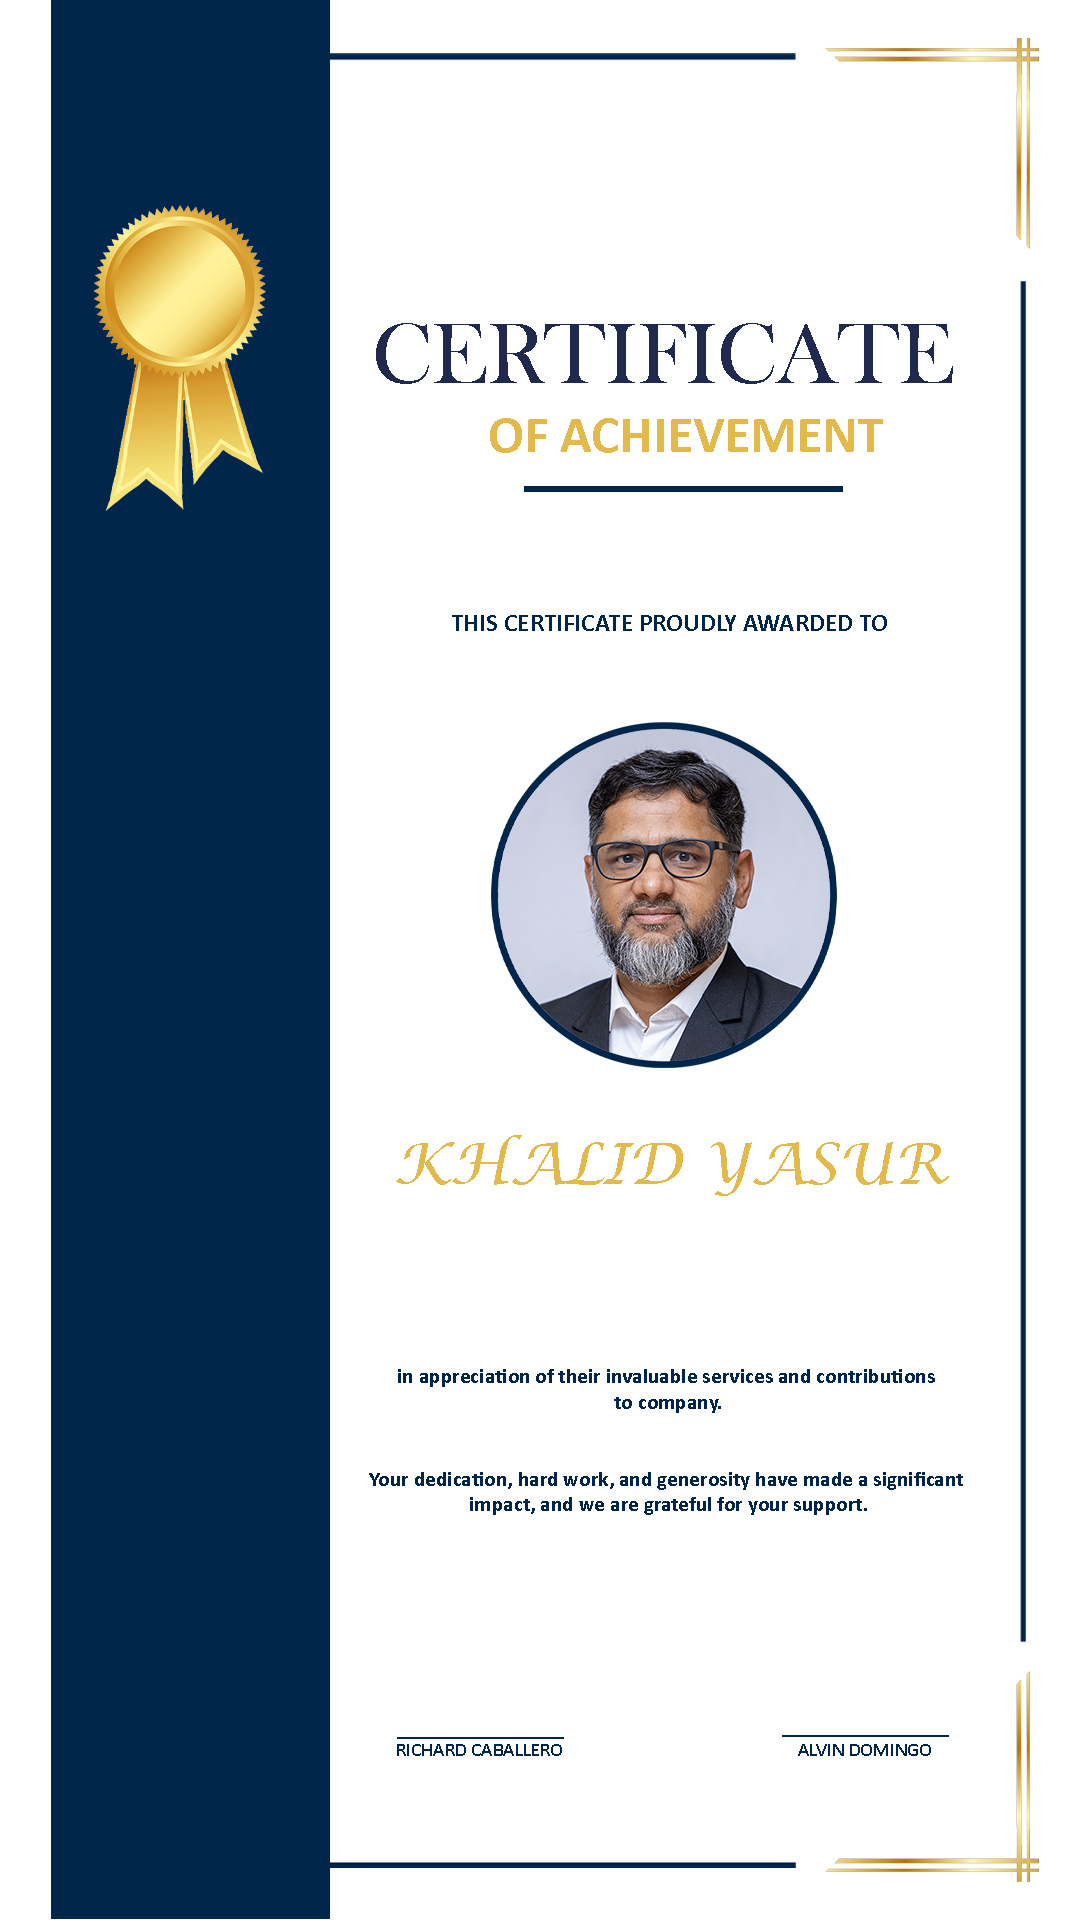 CERTIFICATE
OF ACHIEVEMENT
THIS CERTIFICATE PROUDLY AWARDED TO
KHALID YASUR
in appreciation of their invaluable services and contributions
to company.
Your dedication, hard work, and generosity have made a significant
impact, and we are grateful for your support.
RICHARD CABALLERO
ALVIN DOMINGO